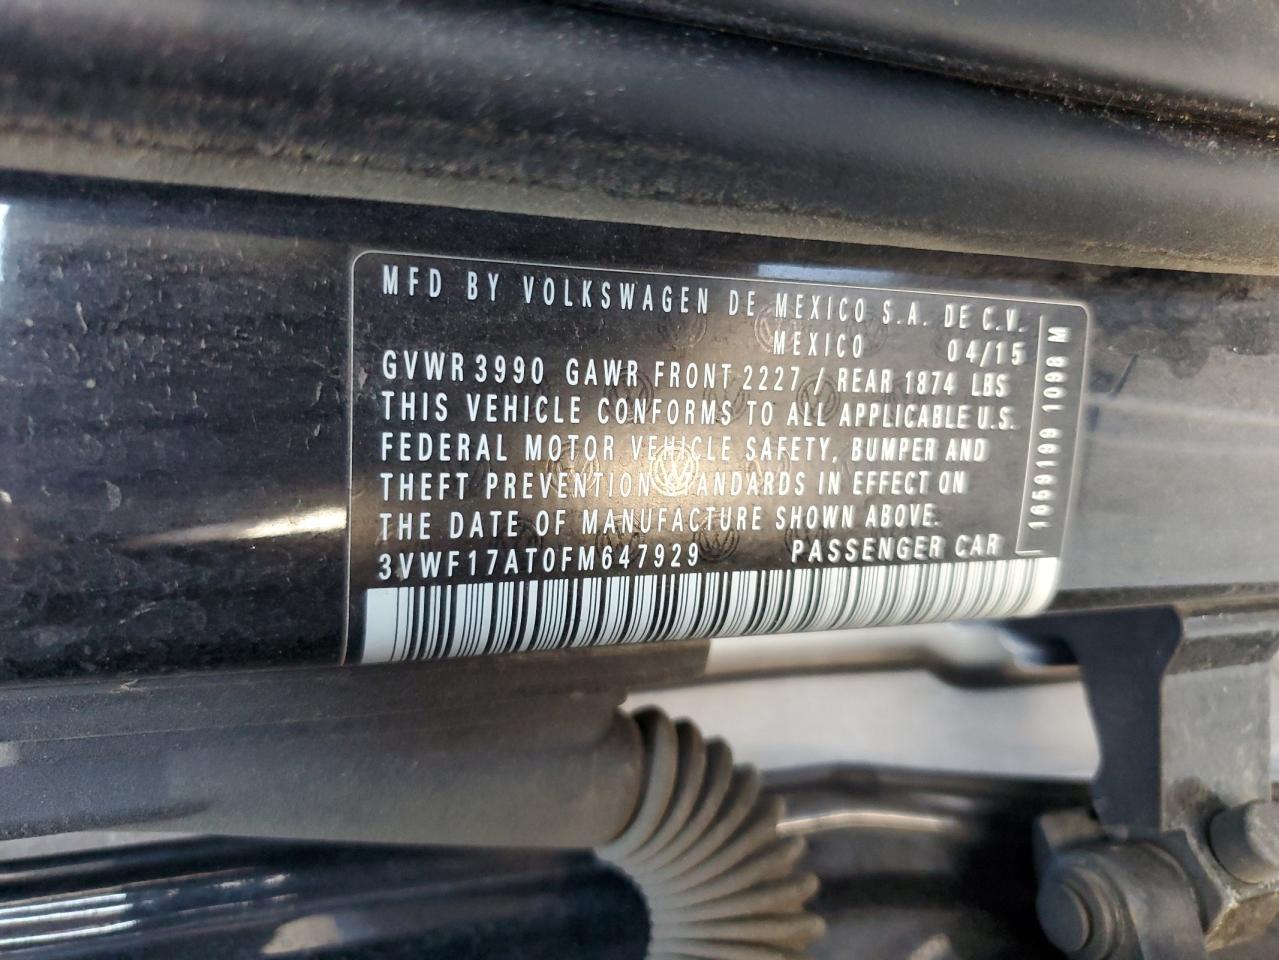 MFD BY VOLKSWAGEN DE MEXICO S.A. DE C.V.
MEXICO 04/15
GVWR 3990 GAWR FRONT 2227 / REAR 1874 LBS
THIS VEHICLE CONFORMS TO ALL APPLICABLE U.S.
FEDERAL MOTOR VEHICLE SAFETY, BUMPER AND
THEFT PREVENTION STANDARDS IN EFFECT ON
THE DATE OF MANUFACTURE SHOWN ABOVE.
3VWF17AT0FM647929 PASSENGER CAR
1659199 1098 M